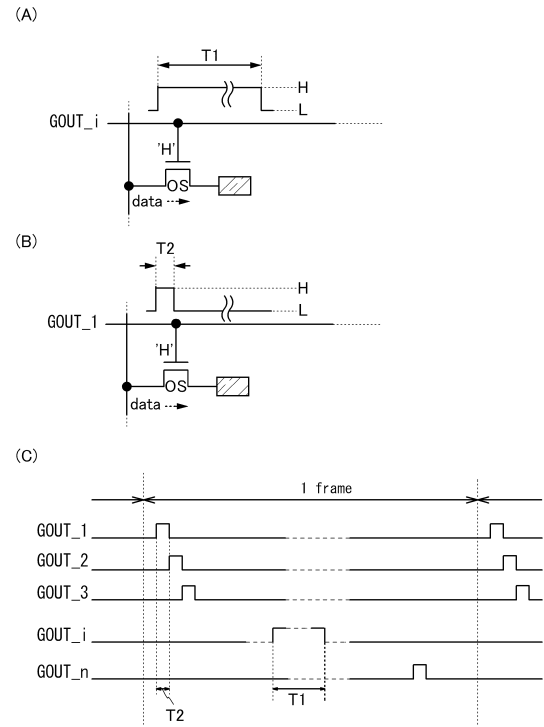 (A)
T1
H
L
GOUT_i
'H'
OS
data
(B)
T2
H
L
GOUT_1
'H'
OS
data
(C)
1 frame
GOUT_1
GOUT_2
GOUT_3
GOUT_i
GOUT_n
T1
T2